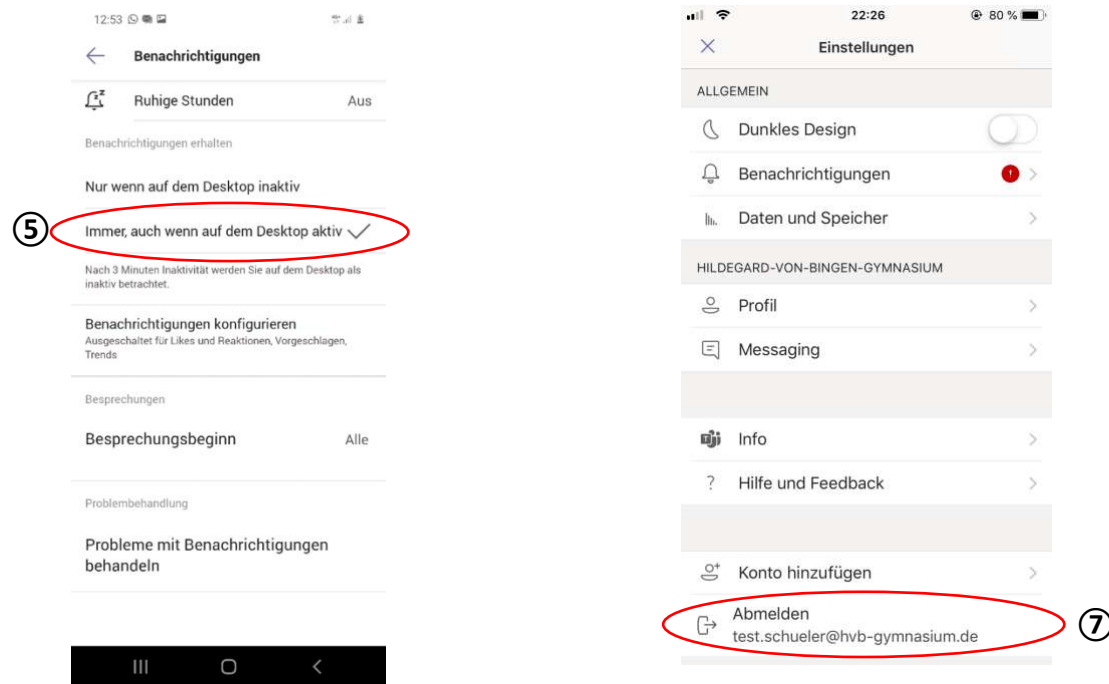 12:53
Benachrichtigungen
Ruhige Stunden Aus
Benachrichtigungen erhalten
Nur wenn auf dem Desktop inaktiv
⑤
Immer, auch wenn auf dem Desktop aktiv
Nach 3 Minuten Inaktivität werden Sie auf dem Desktop als
inaktiv betrachtet.
Benachrichtigungen konfigurieren
Ausgeschaltet für Likes und Reaktionen, Vorgeschlagen,
Trends
Besprechungen
Besprechungsbeginn Alle
Problembehandlung
Probleme mit Benachrichtigungen
behandeln
22:26 80 %
Einstellungen
ALLGEMEIN
Dunkles Design
Benachrichtigungen
Daten und Speicher
HILDEGARD-VON-BINGEN-GYMNASIUM
Profil
Messaging
Info
Hilfe und Feedback
Konto hinzufügen
Abmelden
test.schueler@hvb-gymnasium.de
⑦